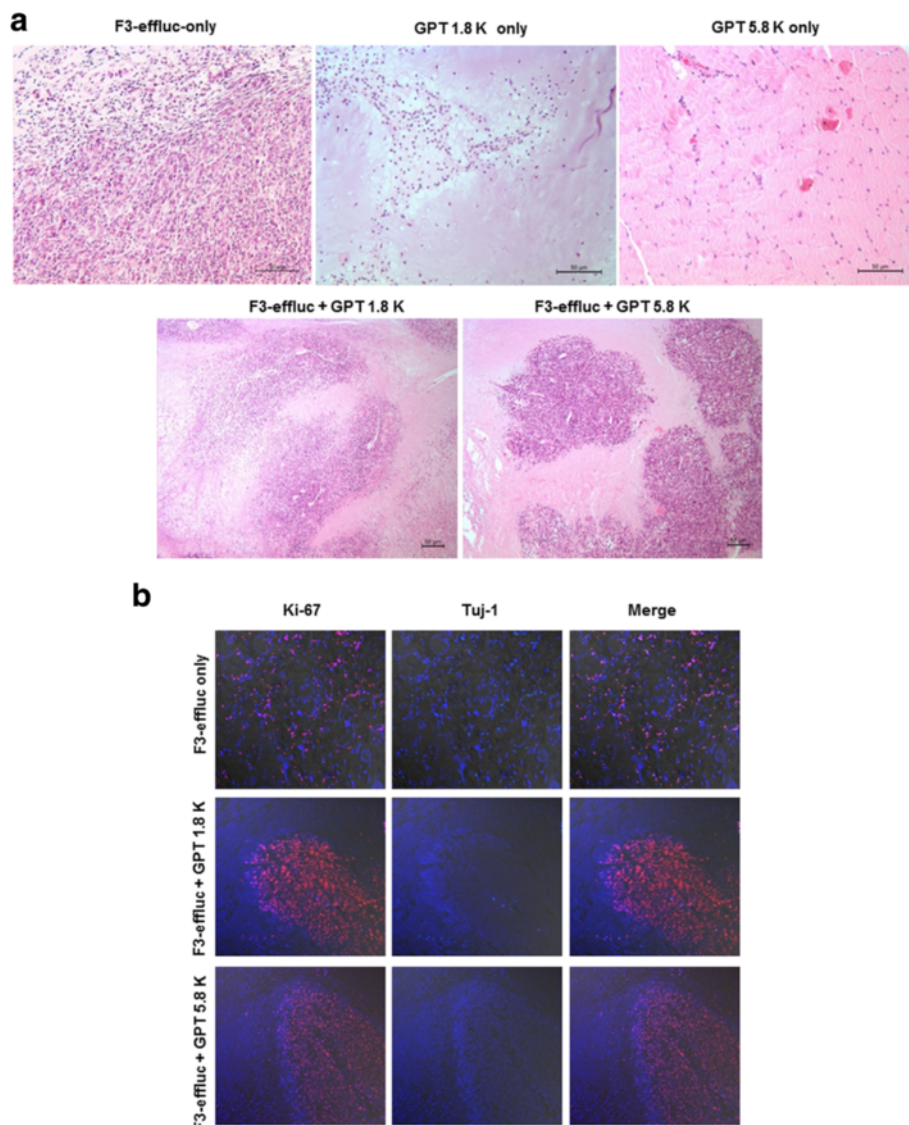 a
F3-effluc-only
GPT 1.8 K only
GPT 5.8 K only
50 µm
50 µm
F3-effluc + GPT 1.8 K
F3-effluc + GPT 5.8 K
50 µm
b
Ki-67
Tuj-1
Merge
F3-effluc only
F3-effluc + GPT 1.8 K
F3-effluc + GPT 5.8 K